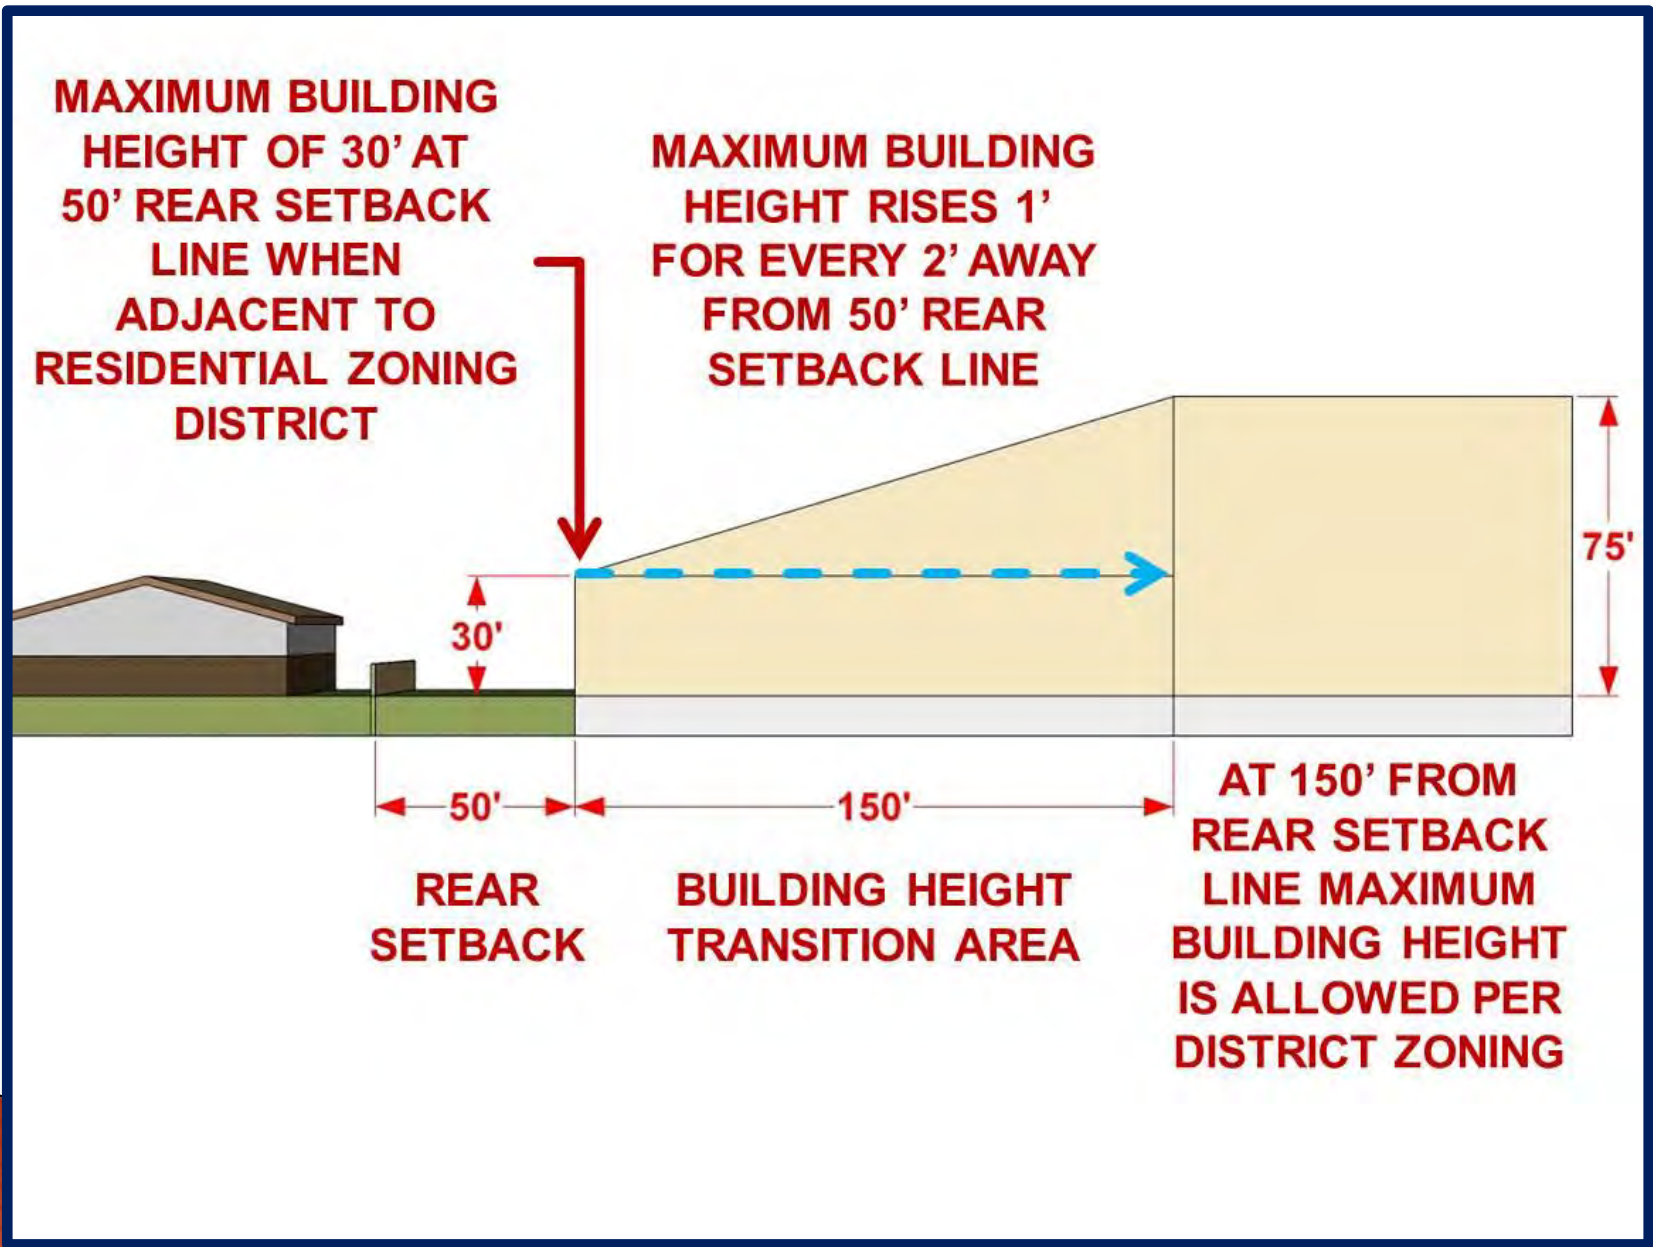 MAXIMUM BUILDING
HEIGHT OF 30’ AT
50’ REAR SETBACK
LINE WHEN
ADJACENT TO
RESIDENTIAL ZONING
DISTRICT
MAXIMUM BUILDING
HEIGHT RISES 1’
FOR EVERY 2’ AWAY
FROM 50’ REAR
SETBACK LINE
75'
30'
50'
150'
REAR
SETBACK
BUILDING HEIGHT
TRANSITION AREA
AT 150’ FROM
REAR SETBACK
LINE MAXIMUM
BUILDING HEIGHT
IS ALLOWED PER
DISTRICT ZONING